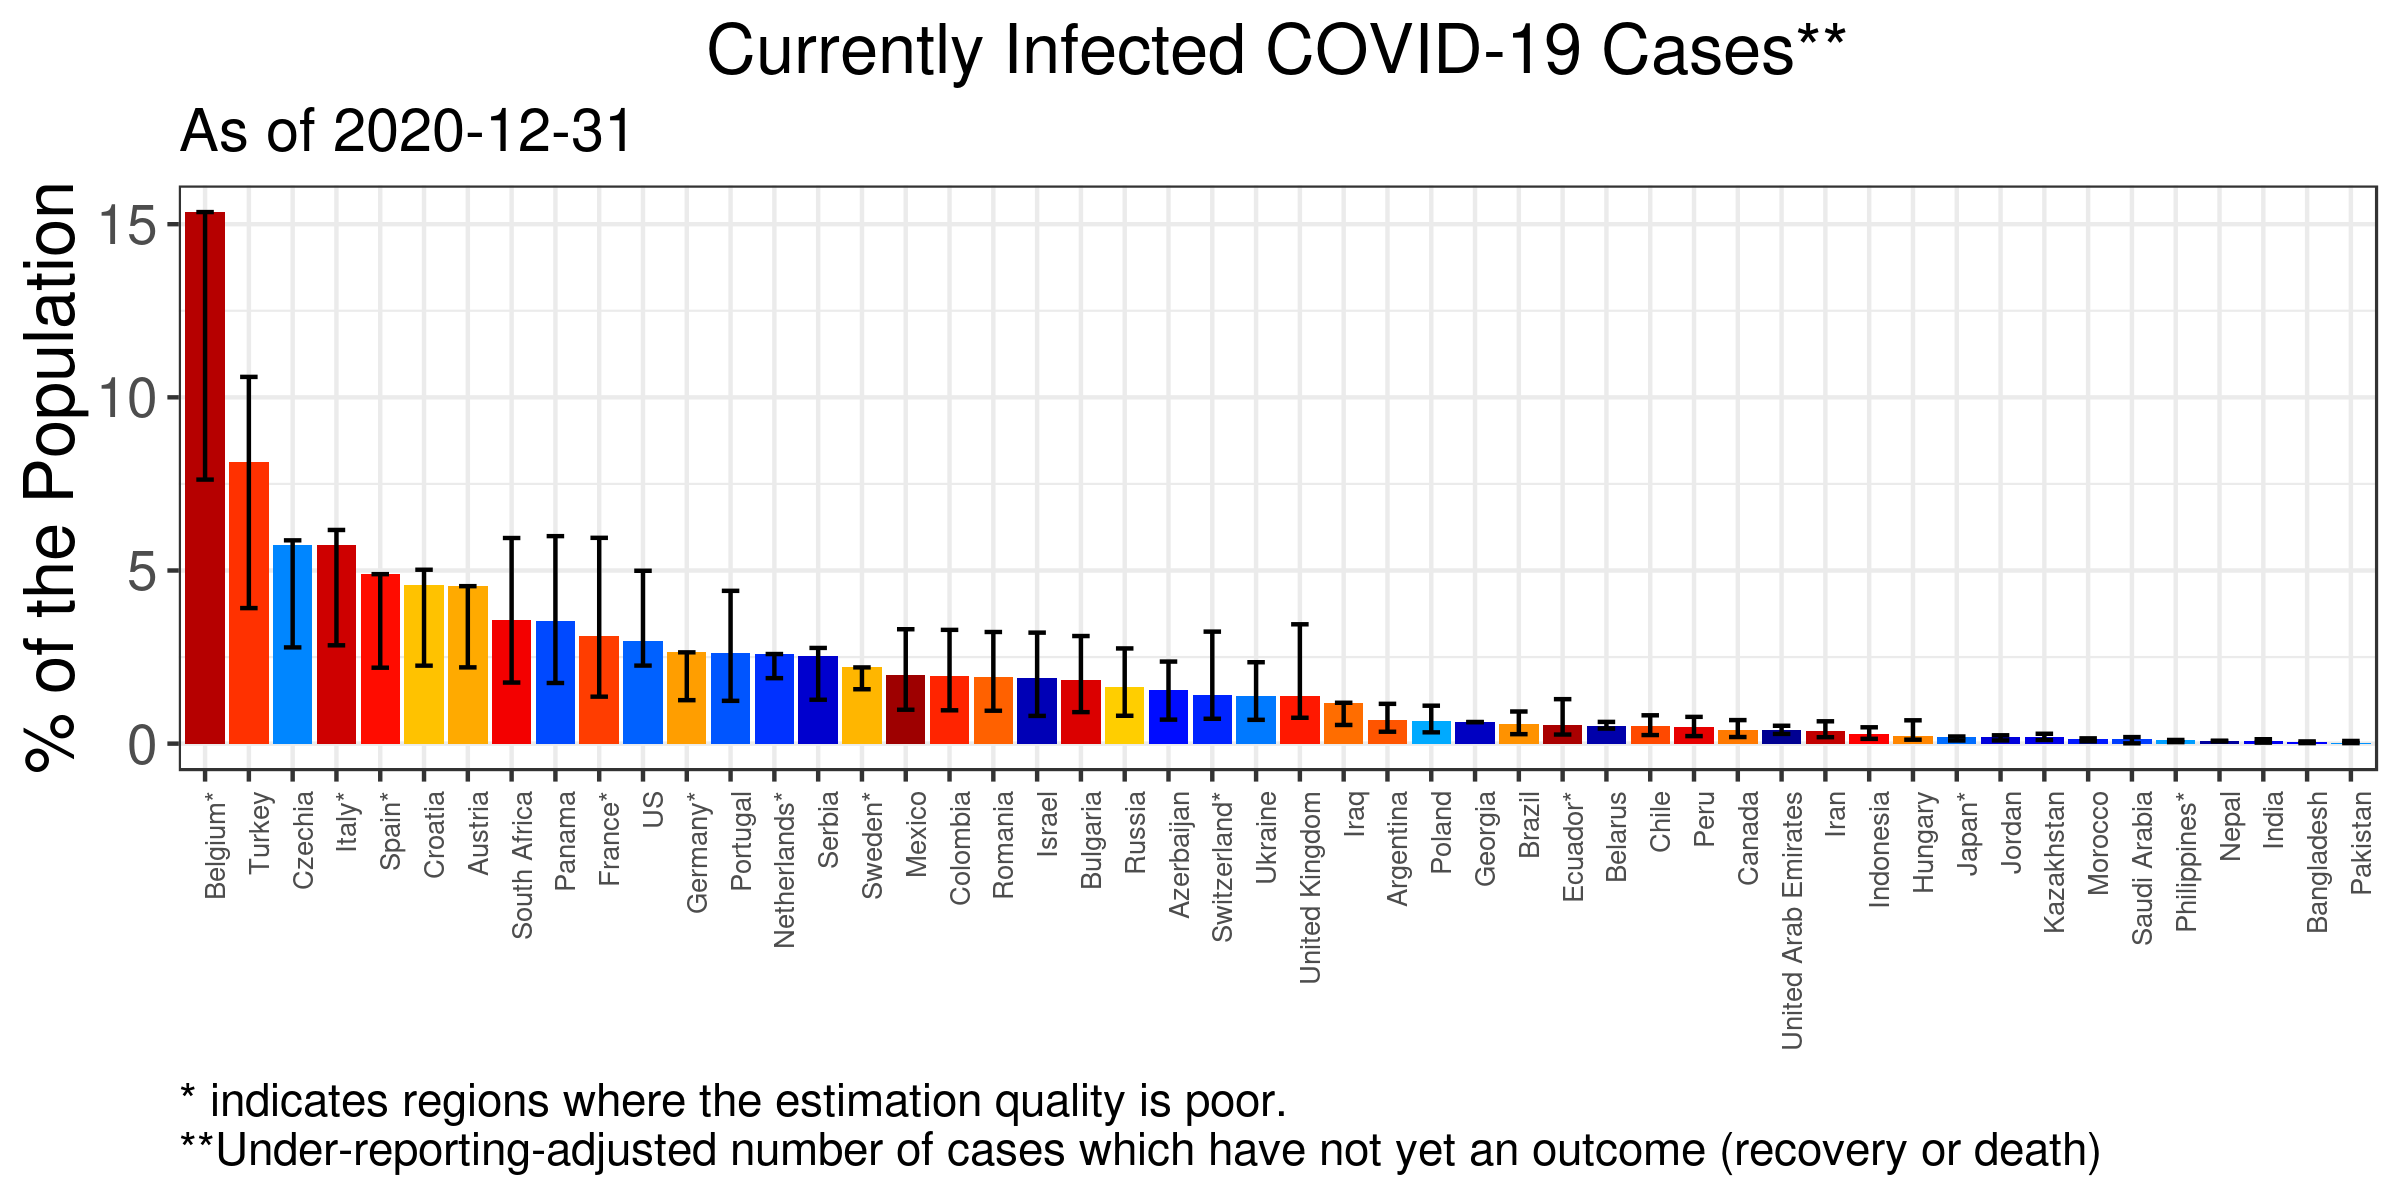 Currently Infected COVID-19 Cases**
As of 2020-12-31
% of the Population
15
10
5
0
Belgium*
Turkey
Czechia
Italy*
Spain*
Croatia
Austria
South Africa
Panama
France*
US
Germany*
Portugal
Netherlands*
Serbia
Sweden*
Mexico
Colombia
Romania
Israel
Bulgaria
Russia
Azerbaijan
Switzerland*
Ukraine
United Kingdom
Iraq
Argentina
Poland
Georgia
Brazil
Ecuador*
Belarus
Chile
Peru
Canada
United Arab Emirates
Iran
Indonesia
Hungary
Japan*
Jordan
Kazakhstan
Morocco
Saudi Arabia
Philippines*
Nepal
India
Bangladesh
Pakistan
* indicates regions where the estimation quality is poor.
**Under-reporting-adjusted number of cases which have not yet an outcome (recovery or death)